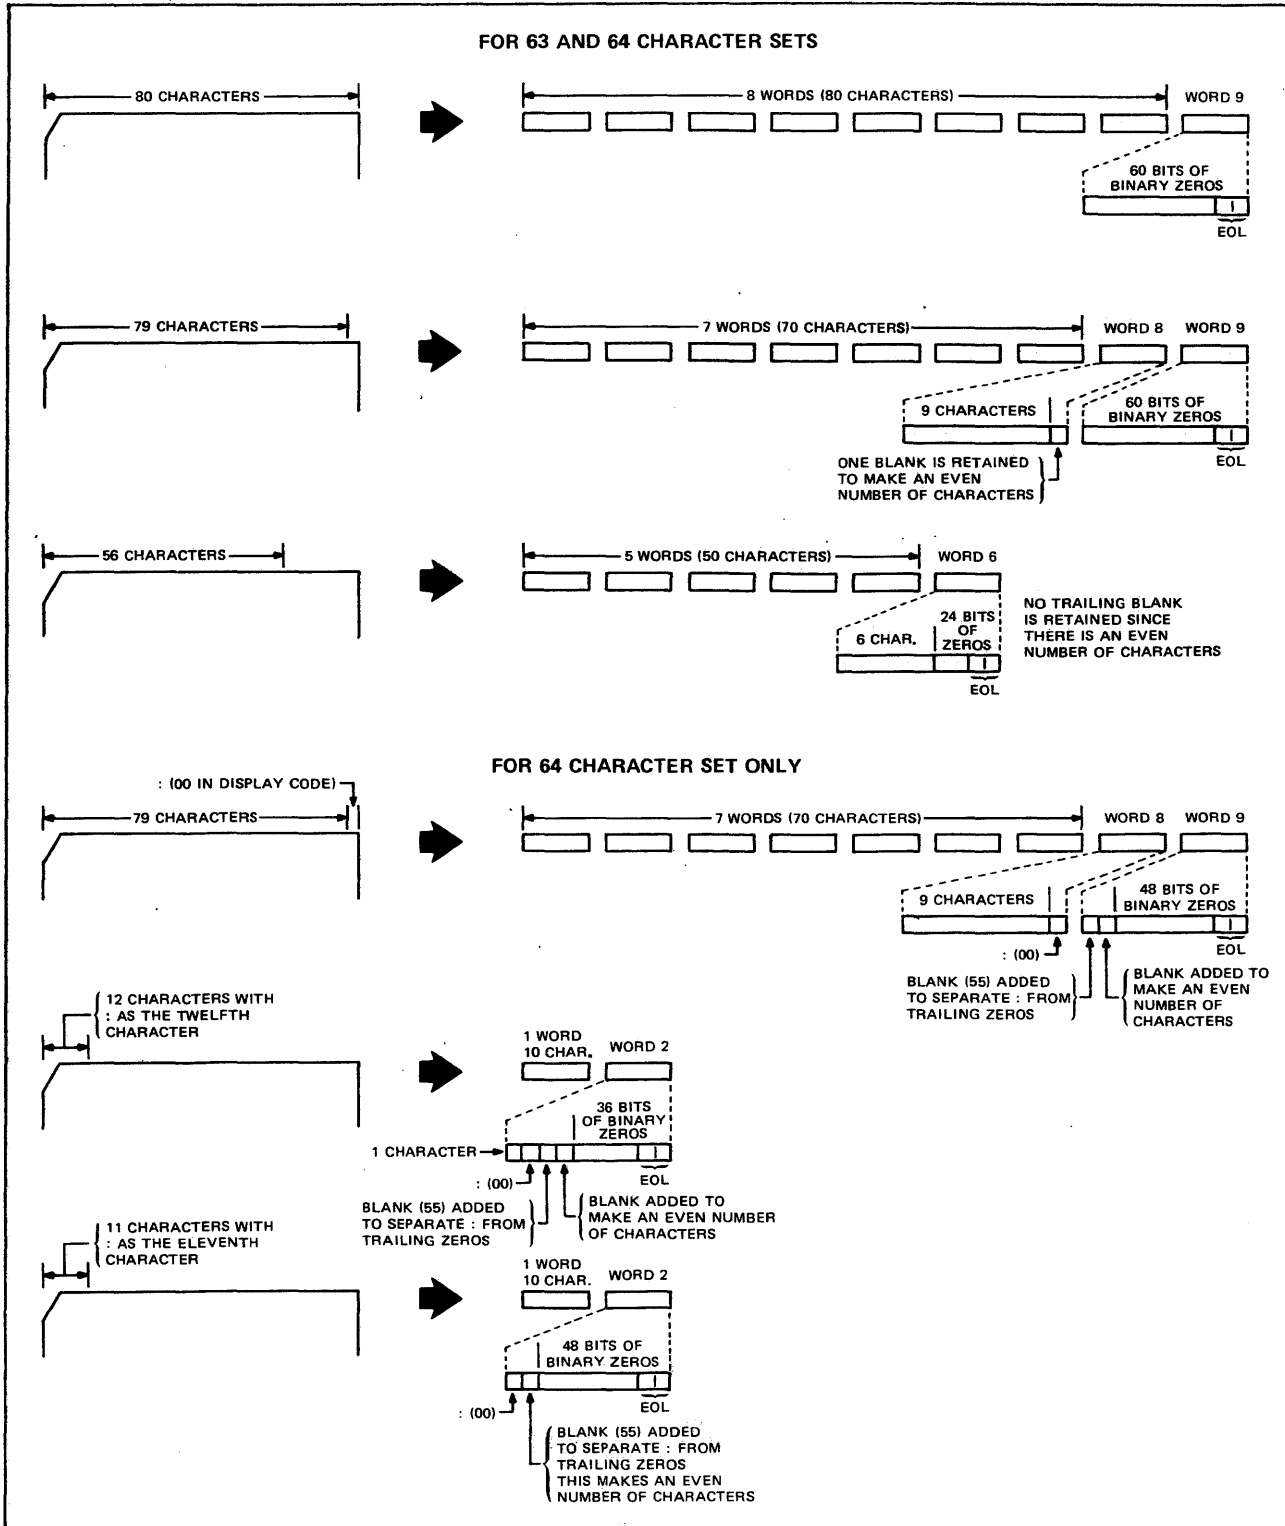 FOR 63 AND 64 CHARACTER SETS
80 CHARACTERS
8 WORDS (80 CHARACTERS)
WORD 9
60 BITS OF
BINARY ZEROS
EOL
79 CHARACTERS
7 WORDS (70 CHARACTERS)
WORD 8
WORD 9
9 CHARACTERS
60 BITS OF
BINARY ZEROS
EOL
ONE BLANK IS RETAINED
TO MAKE AN EVEN
NUMBER OF CHARACTERS
56 CHARACTERS
5 WORDS (50 CHARACTERS)
WORD 6
6 CHAR.
24 BITS
OF
ZEROS
EOL
NO TRAILING BLANK
IS RETAINED SINCE
THERE IS AN EVEN
NUMBER OF CHARACTERS
FOR 64 CHARACTER SET ONLY
: (00 IN DISPLAY CODE)
79 CHARACTERS
7 WORDS (70 CHARACTERS)
WORD 8
WORD 9
9 CHARACTERS
48 BITS OF
BINARY ZEROS
: (00)
EOL
BLANK (55) ADDED
TO SEPARATE : FROM
TRAILING ZEROS
BLANK ADDED TO
MAKE AN EVEN
NUMBER OF
CHARACTERS
12 CHARACTERS WITH
: AS THE TWELFTH
CHARACTER
1 WORD
10 CHAR.
WORD 2
36 BITS
OF BINARY
ZEROS
1 CHARACTER
: (00)
EOL
BLANK (55) ADDED
TO SEPARATE : FROM
TRAILING ZEROS
BLANK ADDED TO
MAKE AN EVEN NUMBER
OF CHARACTERS
11 CHARACTERS WITH
: AS THE ELEVENTH
CHARACTER
1 WORD
10 CHAR.
WORD 2
48 BITS OF
BINARY ZEROS
: (00)
EOL
BLANK (55) ADDED
TO SEPARATE : FROM
TRAILING ZEROS
THIS MAKES AN EVEN
NUMBER OF CHARACTERS